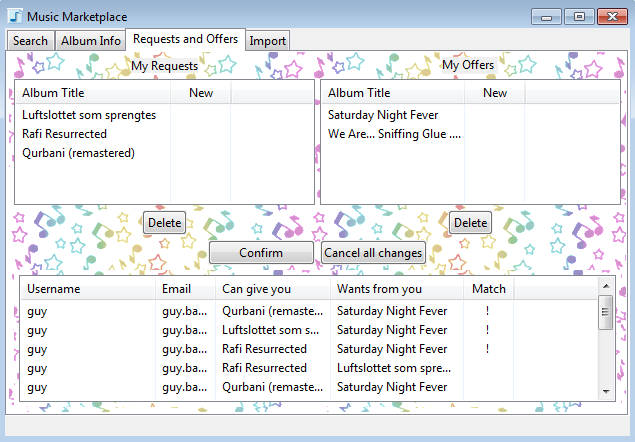 Music Marketplace
Search Album Info Requests and Offers Import
My Requests My Offers
Album Title New Album Title New
Luftslottet som sprengtes Saturday Night Fever
Rafi Resurrected We Are... Sniffing Glue ....
Qurbani (remastered)
Delete Delete
Confirm Cancel all changes
Username Email Can give you Wants from you Match
guy guy.ba... Qurbani (remaste... Saturday Night Fever !
guy guy.ba... Luftslottet som s... Saturday Night Fever !
guy guy.ba... Rafi Resurrected Saturday Night Fever !
guy guy.ba... Rafi Resurrected Luftslottet som spre...
guy guy.ba... Qurbani (remaste... Saturday Night Fever